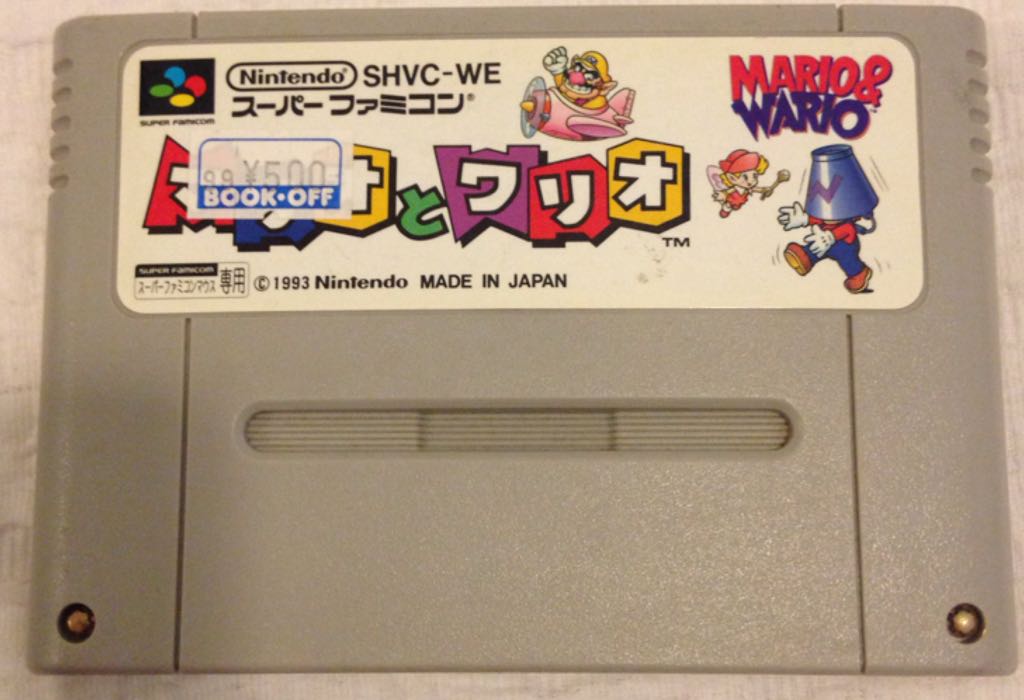 Nintendo® SHVC-WE
SUPER FAMICOM
スーパーファミコン®
MARIO&
WARIO
99 ¥500
BOOK·OFF
オとワリオ
TM
W
SUPER FAMICOM
スーパーファミコンマウス専用
©1993 Nintendo MADE IN JAPAN